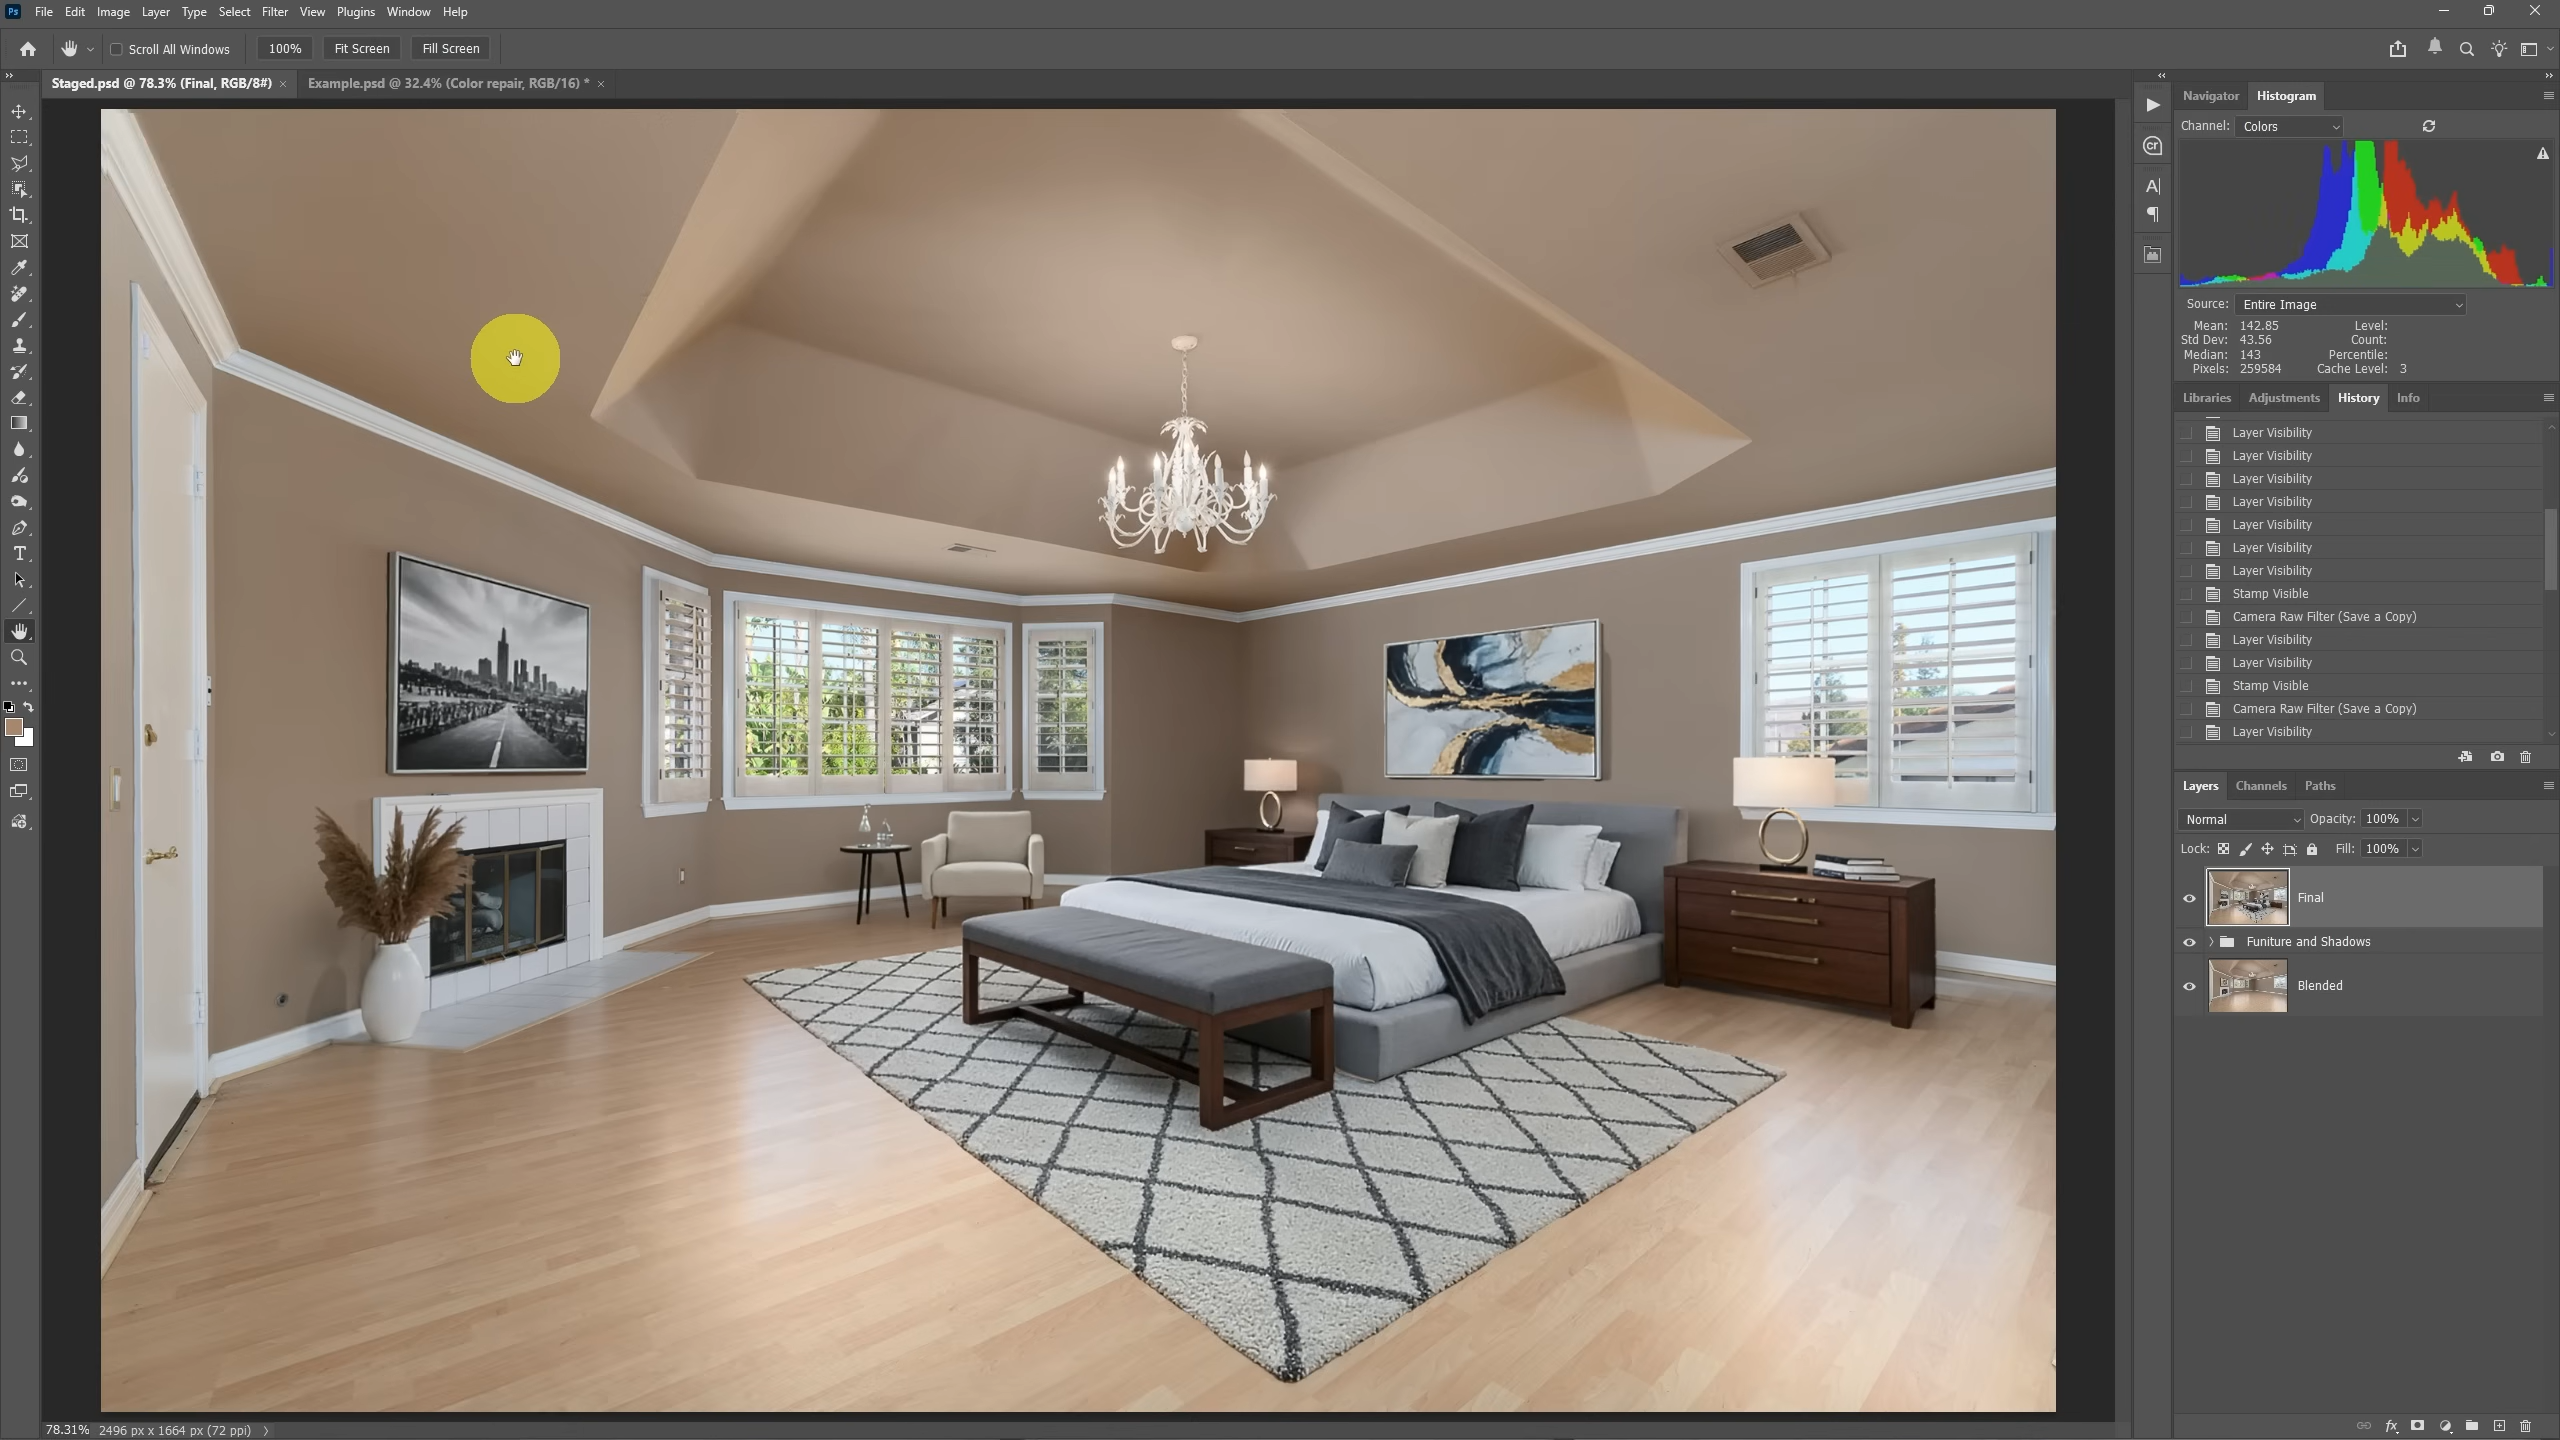 Ps File Edit Image Layer Type Select Filter View Plugins Window Help
Scroll All Windows 100% Fit Screen Fill Screen
Staged.psd @ 78.3% (Final, RGB/8#) × Example.psd @ 32.4% (Color repair, RGB/16) * ×
Navigator Histogram
Channel: Colors
Source: Entire Image
Mean: 142.85 Level:
Std Dev: 43.56 Count:
Median: 143 Percentile:
Pixels: 259584 Cache Level: 3
Libraries Adjustments History Info
Layer Visibility
Layer Visibility
Layer Visibility
Layer Visibility
Layer Visibility
Layer Visibility
Layer Visibility
Stamp Visible
Camera Raw Filter (Save a Copy)
Layer Visibility
Layer Visibility
Stamp Visible
Camera Raw Filter (Save a Copy)
Layer Visibility
Layers Channels Paths
Normal Opacity: 100%
Lock: Fill: 100%
Final
Funiture and Shadows
Blended
78.31% 2496 px x 1664 px (72 ppi)